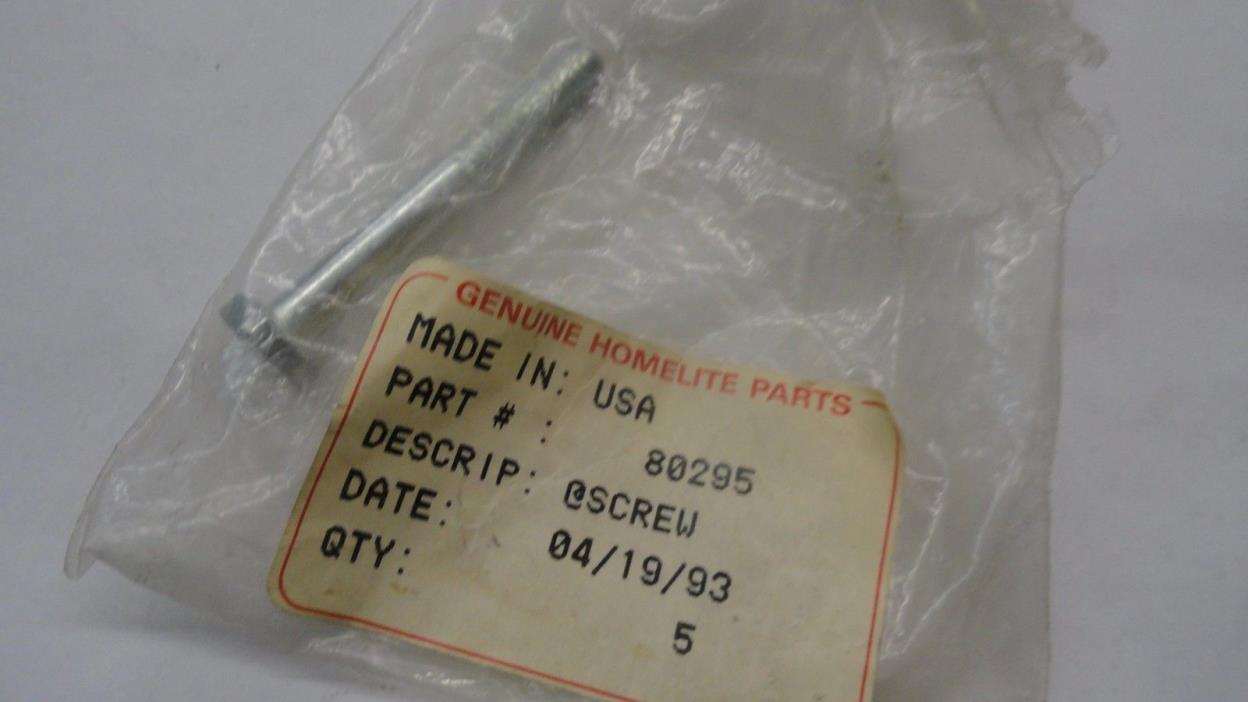 GENUINE HOMELITE PARTS
MADE IN: USA
PART # : 80295
DESCRIP: @SCREW
DATE: 04/19/93
QTY: 5